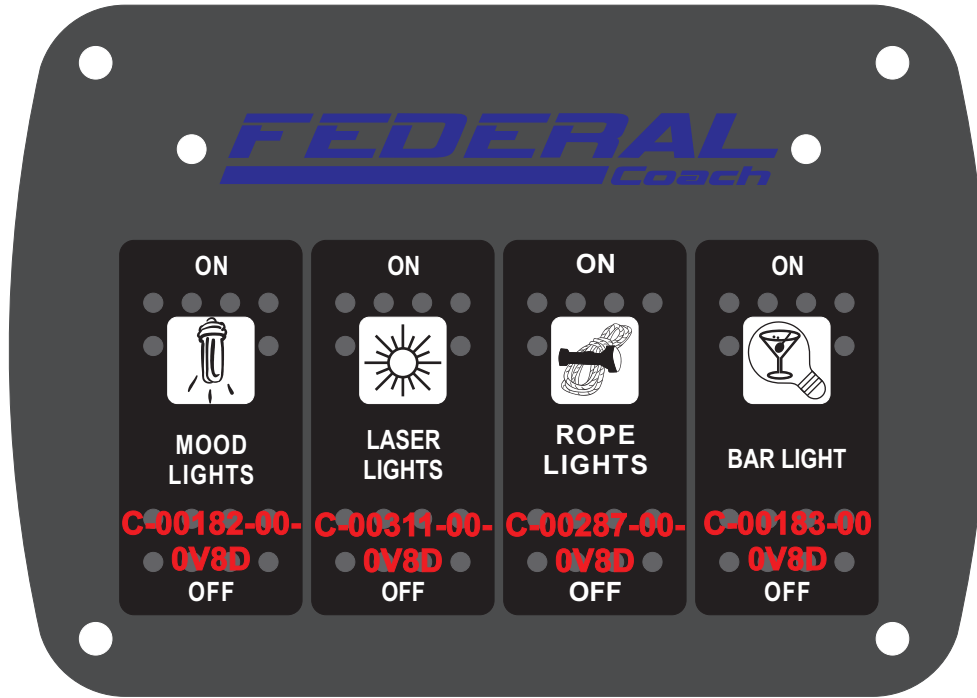 FEDERAL
Coach
ON
MOOD
LIGHTS
C-00182-00-
0V8D
OFF
ON
LASER
LIGHTS
C-00311-00-
0V8D
OFF
ON
ROPE
LIGHTS
C-00287-00-
0V8D
OFF
ON
BAR LIGHT
C-00183-00
0V8D
OFF